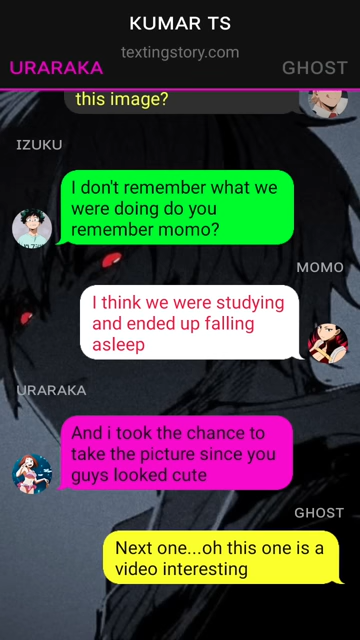 KUMAR TS
textingstory.com
URARAKA
GHOST
this image?
IZUKU
I don't remember what we
were doing do you
remember momo?
MOMO
I think we were studying
and ended up falling
asleep
URARAKA
And i took the chance to
take the picture since you
guys looked cute
GHOST
Next one...oh this one is a
video interesting